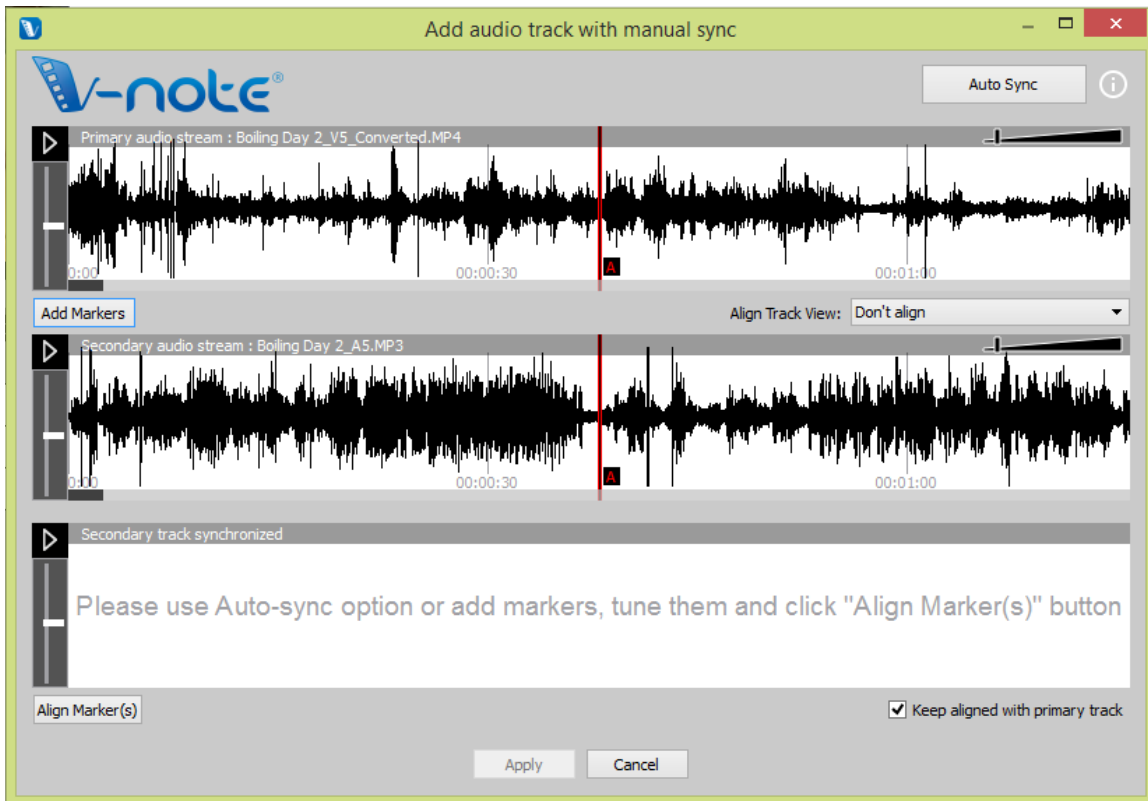 Add audio track with manual sync
V-note®
Auto Sync
Primary audio stream : Boiling Day 2_V5_Converted.MP4
0:00 00:00:30 A 00:01:00
Add Markers
Align Track View: Don't align
Secondary audio stream : Boiling Day 2_A5.MP3
0:00 00:00:30 A 00:01:00
Secondary track synchronized
Please use Auto-sync option or add markers, tune them and click "Align Marker(s)" button
Align Marker(s)
Keep aligned with primary track
Apply Cancel